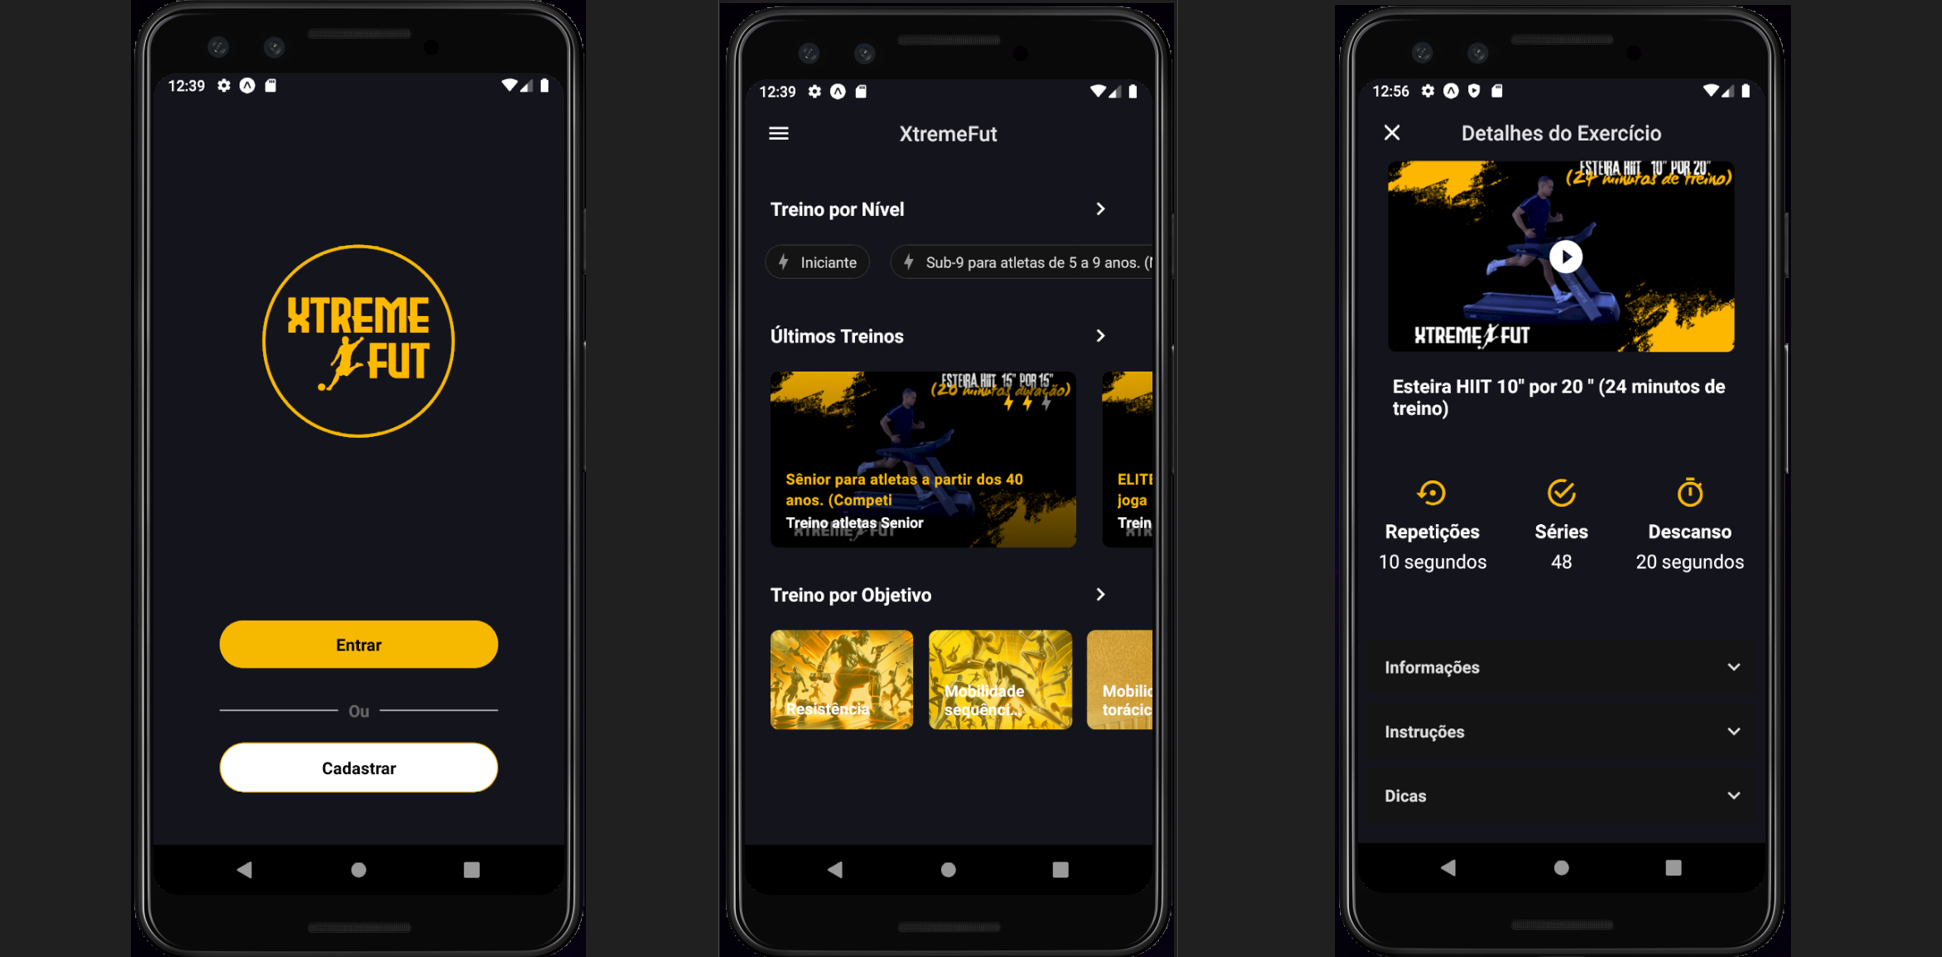 12:39
XTREME
FUT
Entrar
Ou
Cadastrar
12:39
XtremeFut
Treino por Nível
Iniciante
Sub-9 para atletas de 5 a 9 anos. (
Últimos Treinos
ESTEIRA HIIT 15" POR 15"
(20 minutos duração)
Sênior para atletas a partir dos 40
anos. (Competi
Treino atletas Senior
XTREME FUT
ELITE
joga
Trein
Treino por Objetivo
Resistência
Mobilidade
sequênci...
Mobilid
torácic
12:56
Detalhes do Exercício
ESTEIRA HIIT 10" POR 20"
(24 minutos de treino)
XTREME FUT
Esteira HIIT 10" por 20 " (24 minutos de
treino)
Repetições
10 segundos
Séries
48
Descanso
20 segundos
Informações
Instruções
Dicas